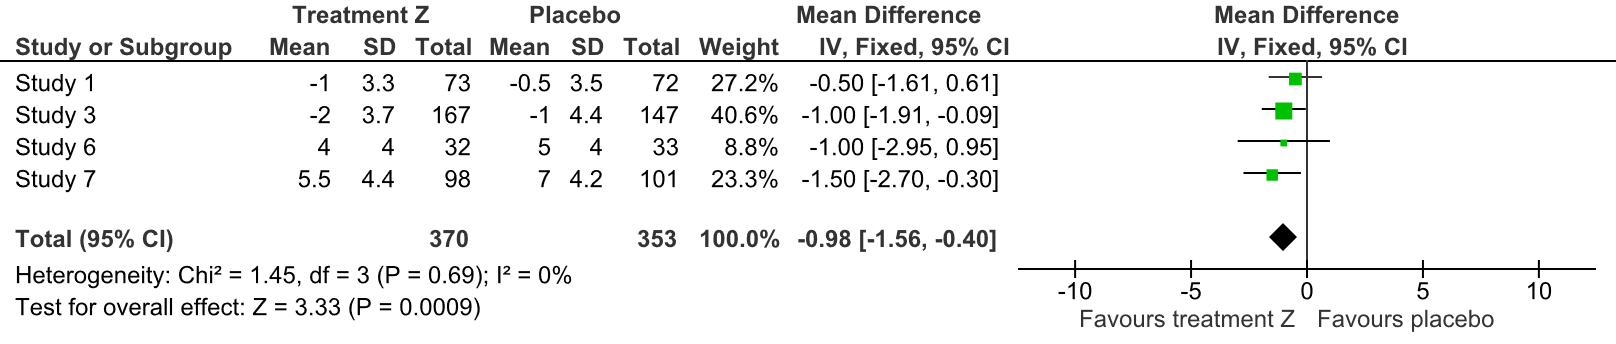 Treatment Z Placebo Mean Difference Mean Difference
Study or Subgroup Mean SD Total Mean SD Total Weight IV, Fixed, 95% CI IV, Fixed, 95% CI
Study 1 -1 3.3 73 -0.5 3.5 72 27.2% -0.50 [-1.61, 0.61]
Study 3 -2 3.7 167 -1 4.4 147 40.6% -1.00 [-1.91, -0.09]
Study 6 4 4 32 5 4 33 8.8% -1.00 [-2.95, 0.95]
Study 7 5.5 4.4 98 7 4.2 101 23.3% -1.50 [-2.70, -0.30]
Total (95% CI) 370 353 100.0% -0.98 [-1.56, -0.40]
Heterogeneity: Chi² = 1.45, df = 3 (P = 0.69); I² = 0%
Test for overall effect: Z = 3.33 (P = 0.0009)
-10 -5 0 5 10
Favours treatment Z Favours placebo